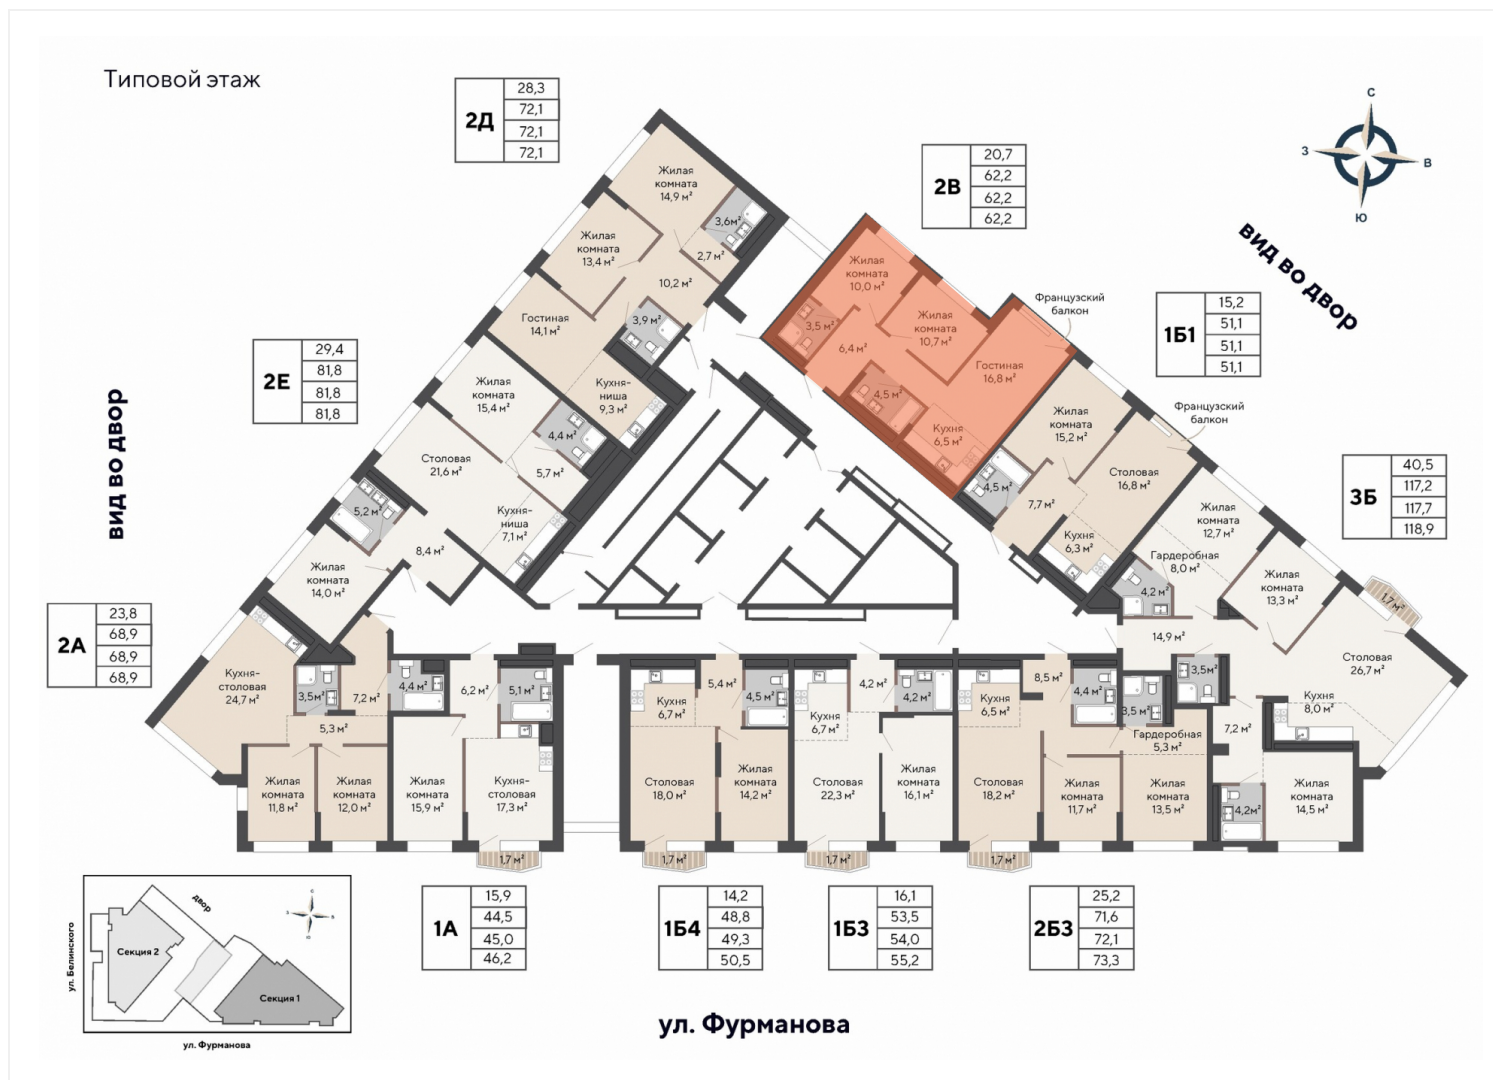 Типовой этаж
2Д
28,3
72,1
72,1
72,1
2В
20,7
62,2
62,2
62,2
С
З
В
Ю
вид во двор
1Б1
15,2
51,1
51,1
51,1
2Е
29,4
81,8
81,8
81,8
3Б
40,5
117,2
117,7
118,9
вид во двор
2А
23,8
68,9
68,9
68,9
Жилая
комната
14,9 м²
3,6м²
2,7 м²
Жилая
комната
13,4 м²
10,2 м²
Гостиная
14,1 м²
3,9 м²
Кухня-
ниша
9,3 м²
Жилая
комната
10,0 м²
3,5 м²
6,4 м²
Жилая
комната
10,7 м²
Гостиная
16,8 м²
4,5 м²
Кухня
6,5 м²
Французский
балкон
Жилая
комната
15,4 м²
4,4 м²
5,7 м²
Столовая
21,6 м²
Кухня-
ниша
7,1 м²
5,2 м²
8,4 м²
Жилая
комната
14,0 м²
Жилая
комната
15,2 м²
Французский
балкон
Столовая
16,8 м²
4,5 м²
7,7 м²
Кухня
6,3 м²
Жилая
комната
12,7 м²
Гардеробная
8,0 м²
4,2 м²
Жилая
комната
13,3 м²
1,7 м²
14,9 м²
3,5м²
Столовая
26,7 м²
Кухня
8,0 м²
7,2 м²
4,2м²
Жилая
комната
14,5 м²
Кухня-
столовая
24,7 м²
3,5м²
7,2 м²
4,4 м²
5,3 м²
Жилая
комната
11,8 м²
Жилая
комната
12,0 м²
6,2 м²
5,1 м²
Жилая
комната
15,9 м²
Кухня-
столовая
17,3 м²
1,7 м²
5,4 м²
Кухня
6,7 м²
4,5 м²
Столовая
18,0 м²
Жилая
комната
14,2 м²
1,7 м²
4,2 м²
4,2 м²
Кухня
6,7 м²
Столовая
22,3 м²
Жилая
комната
16,1 м²
1,7 м²
8,5 м²
Кухня
6,5 м²
4,4 м²
3,5м²
Гардеробная
5,3 м²
Столовая
18,2 м²
Жилая
комната
11,7 м²
Жилая
комната
13,5 м²
1,7 м²
1А
15,9
44,5
45,0
46,2
1Б4
14,2
48,8
49,3
50,5
1Б3
16,1
53,5
54,0
55,2
2Б3
25,2
71,6
72,1
73,3
ул. Фурманова
ул. Белинского
двор
Секция 2
Секция 1
С
З
В
Ю
ул. Фурманова